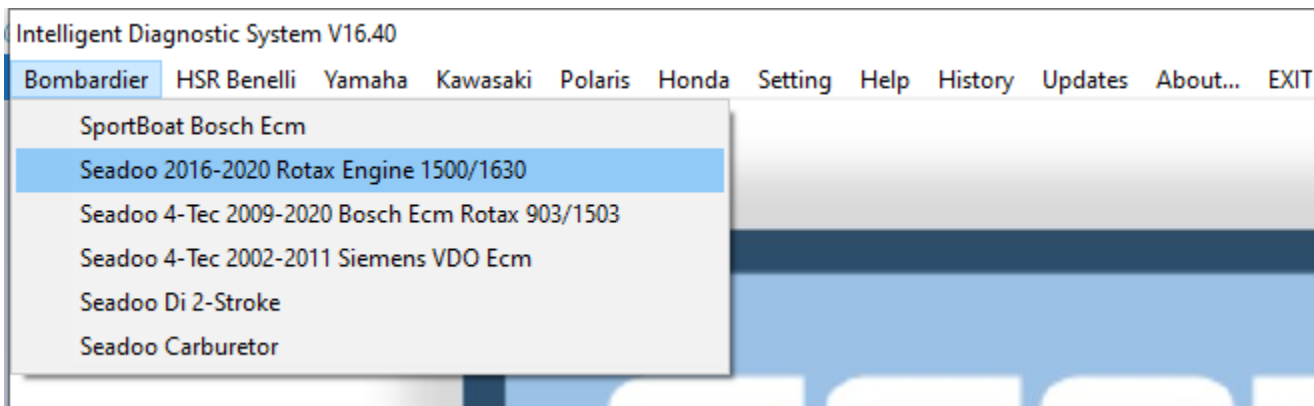 Intelligent Diagnostic System V16.40
Bombardier HSR Benelli Yamaha Kawasaki Polaris Honda Setting Help History Updates About... EXIT
SportBoat Bosch Ecm
Seadoo 2016-2020 Rotax Engine 1500/1630
Seadoo 4-Tec 2009-2020 Bosch Ecm Rotax 903/1503
Seadoo 4-Tec 2002-2011 Siemens VDO Ecm
Seadoo Di 2-Stroke
Seadoo Carburetor